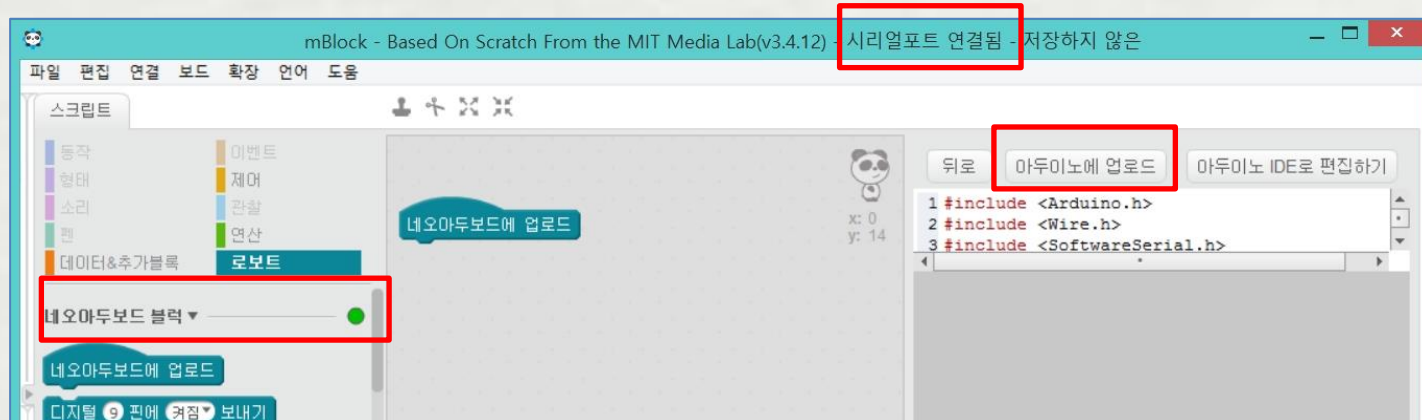 mBlock - Based On Scratch From the MIT Media Lab(v3.4.12) - 시리얼포트 연결됨 - 저장하지 않은
파일 편집 연결 보드 확장 언어 도움
스크립트
동작 이벤트
형태 제어
소리 관찰
펜 연산
데이터&추가블록 로보트
네오아두보드 블럭
네오아두보드에 업로드
디지털 9 핀에 켜짐 보내기
네오아두보드에 업로드
x: 0
y: 14
뒤로 아두이노에 업로드 아두이노 IDE로 편집하기
1 #include <Arduino.h>
2 #include <Wire.h>
3 #include <SoftwareSerial.h>